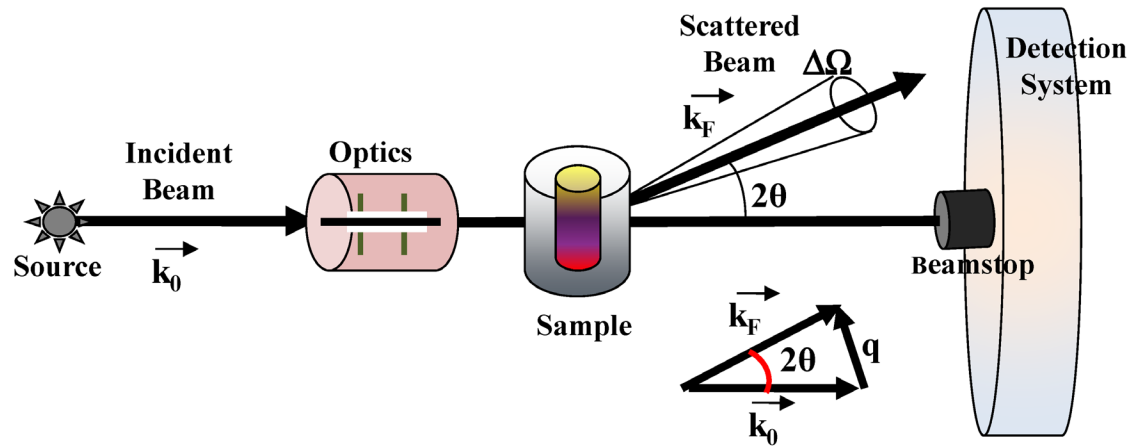 Scattered
Beam
ΔΩ
Detection
System
k_F
Incident
Beam
Optics
2θ
Source
k_0
Beamstop
Sample
k_F
2θ
q
k_0